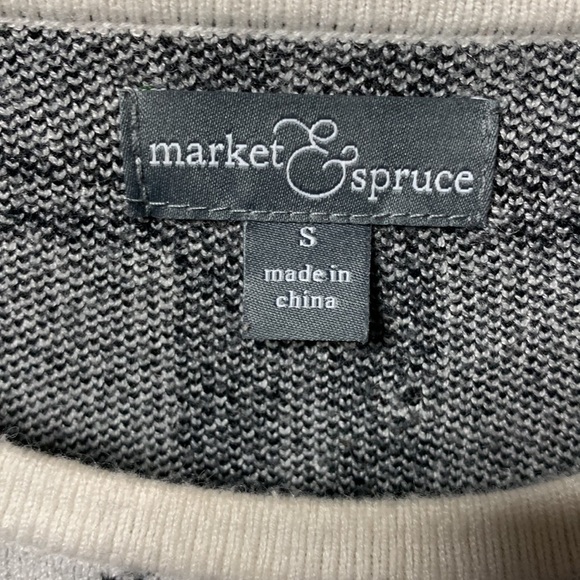 market & spruce
S
made in
china